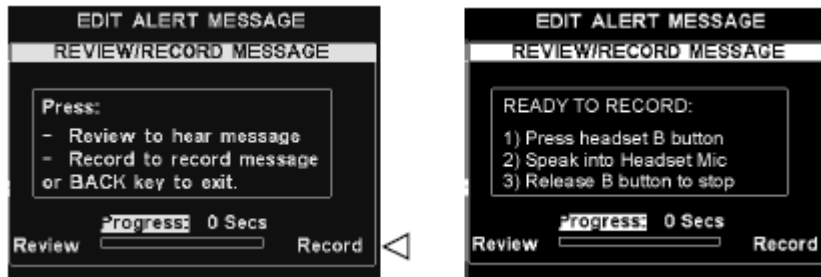 EDIT ALERT MESSAGE
REVIEW/RECORD MESSAGE
Press:
- Review to hear message
- Record to record message
or BACK key to exit.
Progress: 0 Secs
Review Record
EDIT ALERT MESSAGE
REVIEW/RECORD MESSAGE
READY TO RECORD:
1) Press headset B button
2) Speak into Headset Mic
3) Release B button to stop
Progress: 0 Secs
Review Record